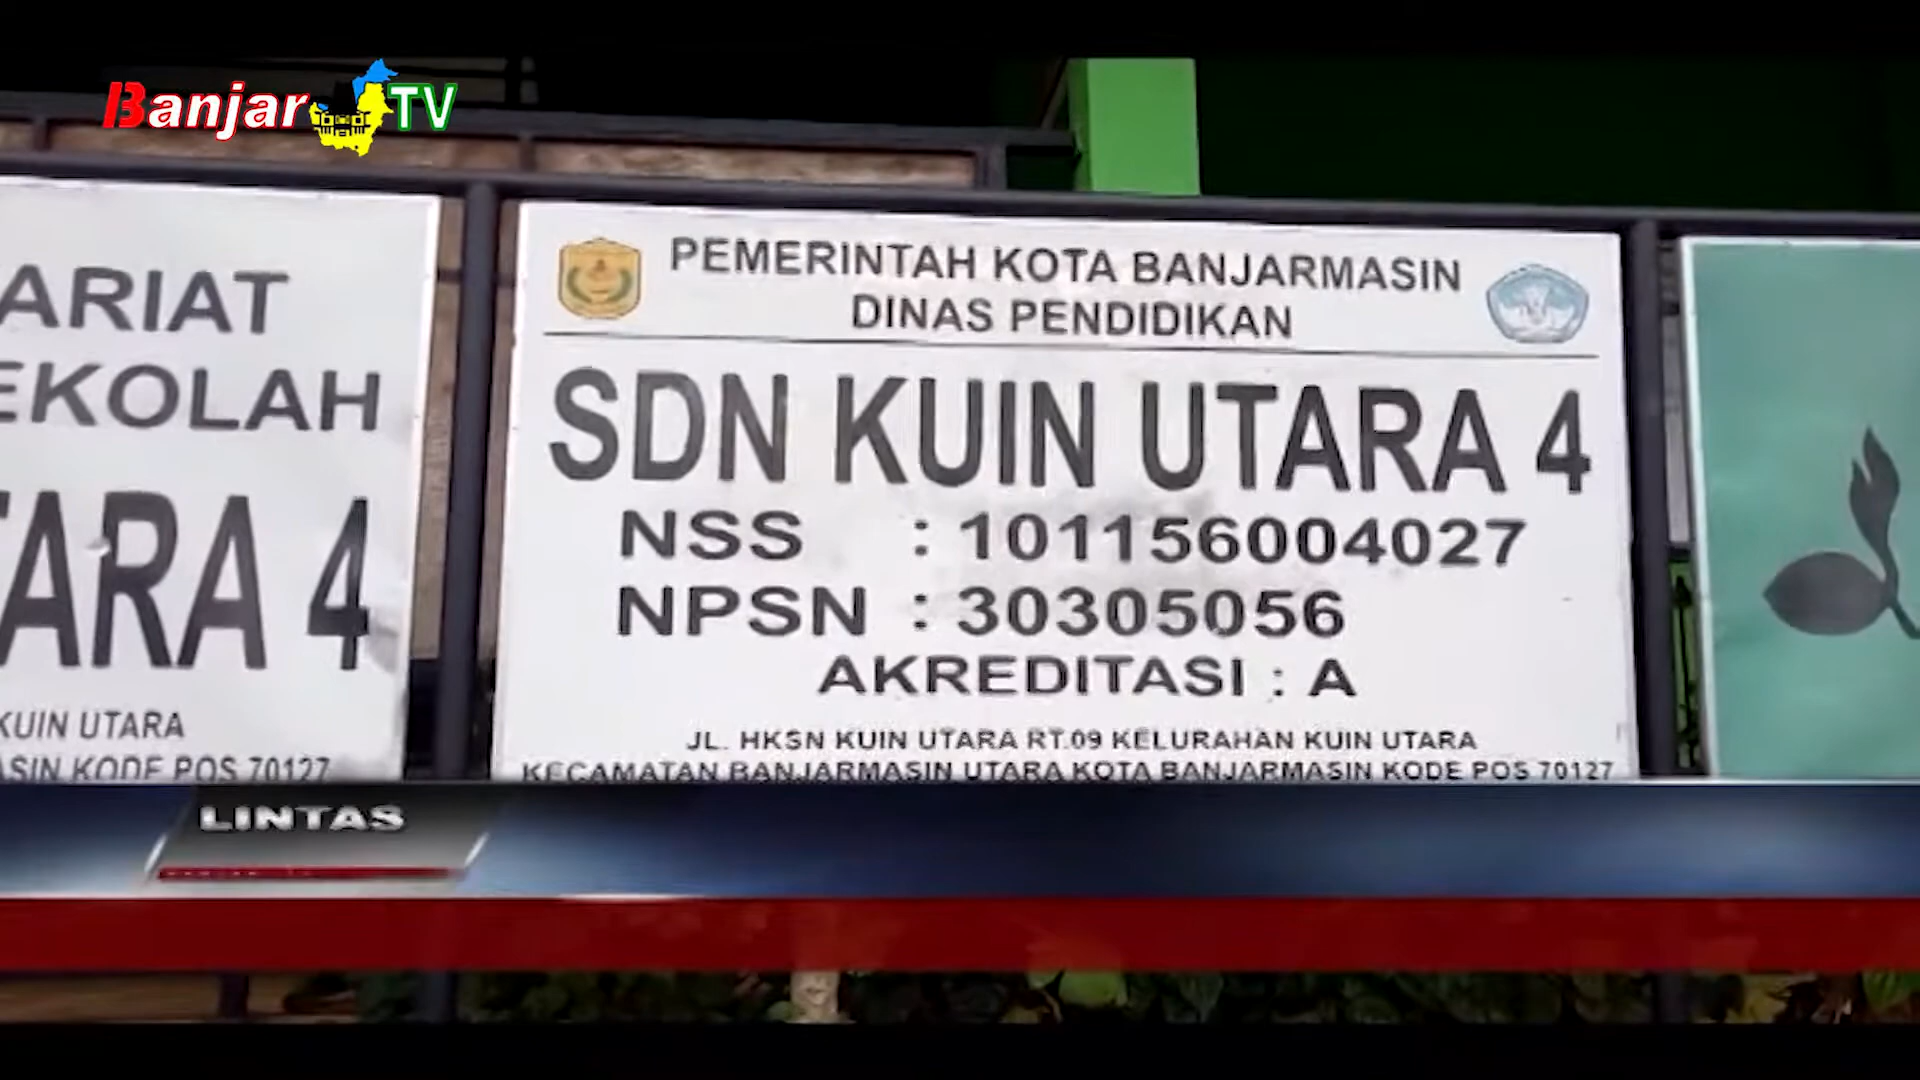 Banjar TV
ARIAT
EKOLAH
TARA 4
KUIN UTARA
ASIN KODE POS 70127
PEMERINTAH KOTA BANJARMASIN
DINAS PENDIDIKAN
SDN KUIN UTARA 4
NSS : 101156004027
NPSN : 30305056
AKREDITASI : A
JL. HKSN KUIN UTARA RT.09 KELURAHAN KUIN UTARA
KECAMATAN BANJARMASIN UTARA KOTA BANJARMASIN KODE POS 70127
LINTAS